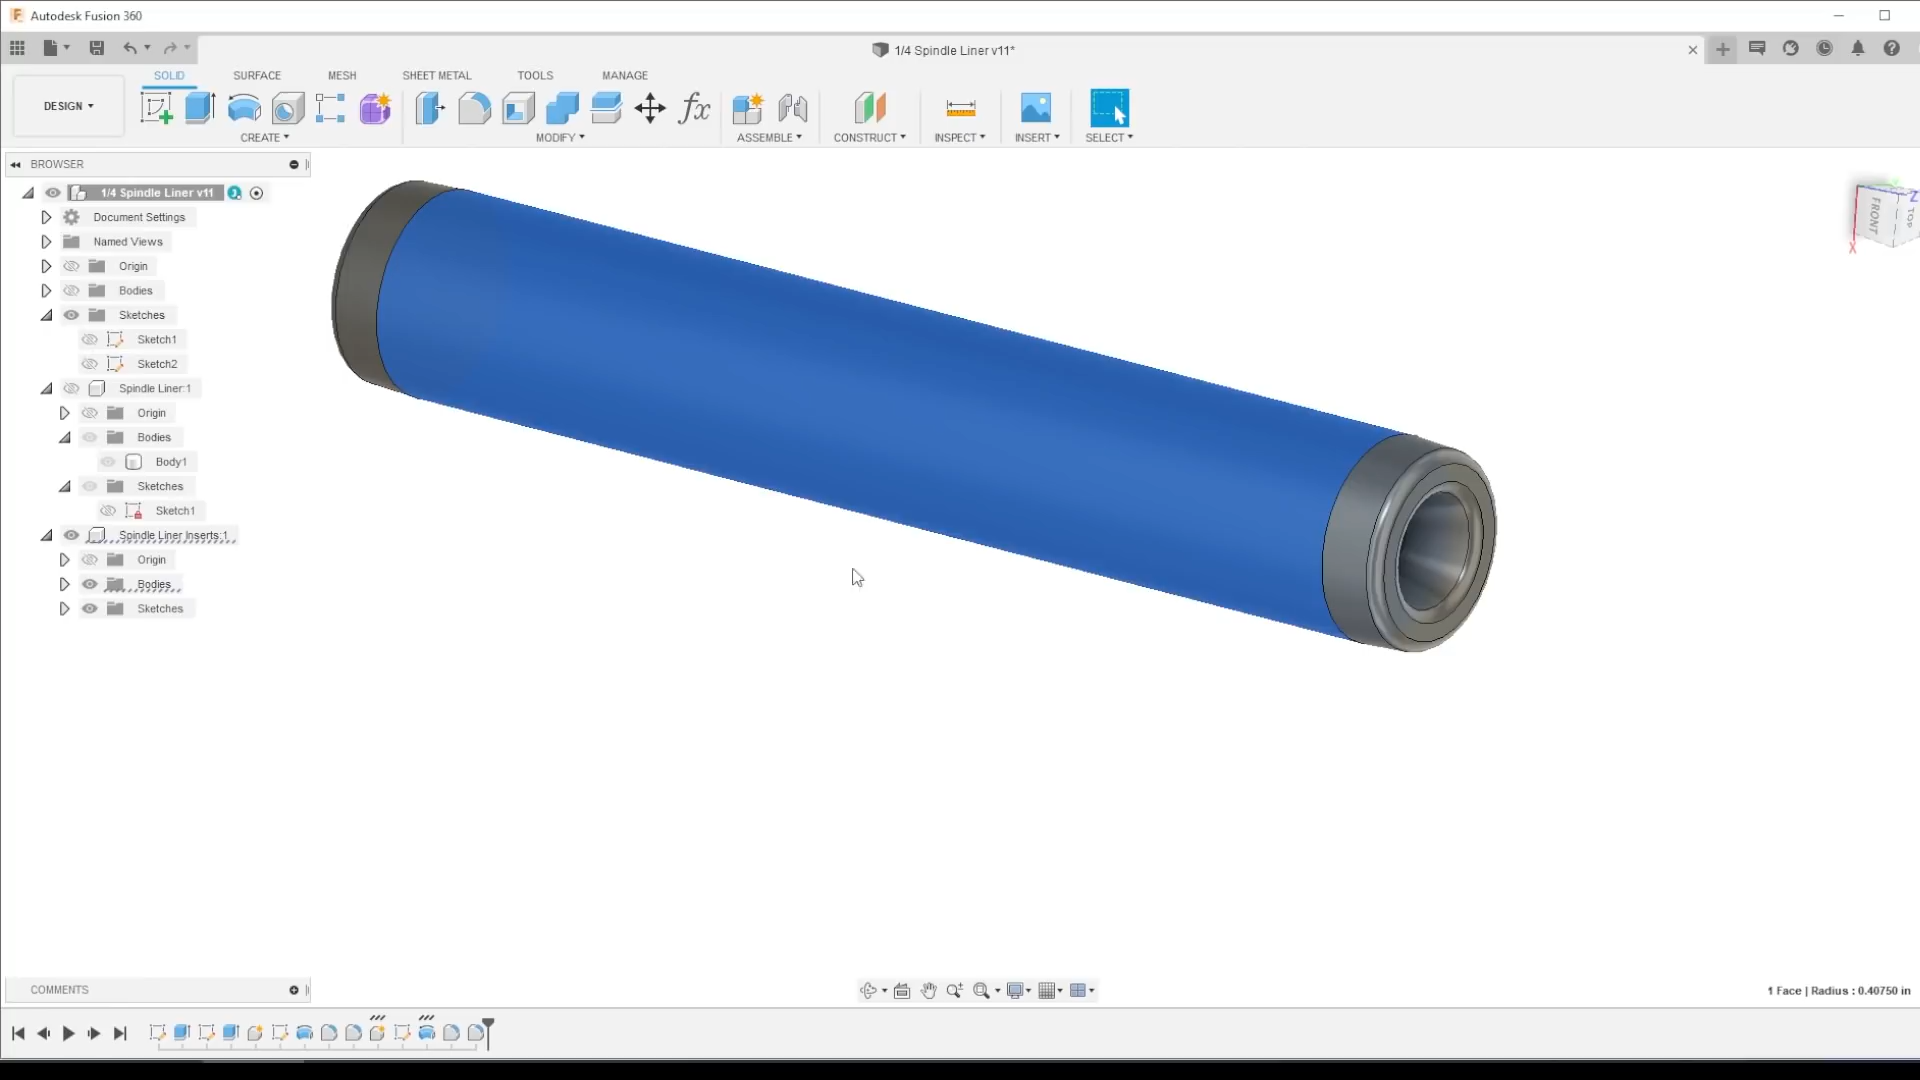 Autodesk Fusion 360
1/4 Spindle Liner v11*
DESIGN
SOLID
SURFACE
MESH
SHEET METAL
TOOLS
MANAGE
fx
CREATE
MODIFY
ASSEMBLE
CONSTRUCT
INSPECT
INSERT
SELECT
BROWSER
1/4 Spindle Liner v11
Document Settings
Named Views
Origin
Bodies
Sketches
Sketch1
Sketch2
Spindle Liner:1
Origin
Bodies
Body1
Sketches
Sketch1
Spindle Liner Inserts:1
Origin
Bodies
Sketches
FRONT
TOP
Z
X
COMMENTS
1 Face | Radius : 0.40750 in